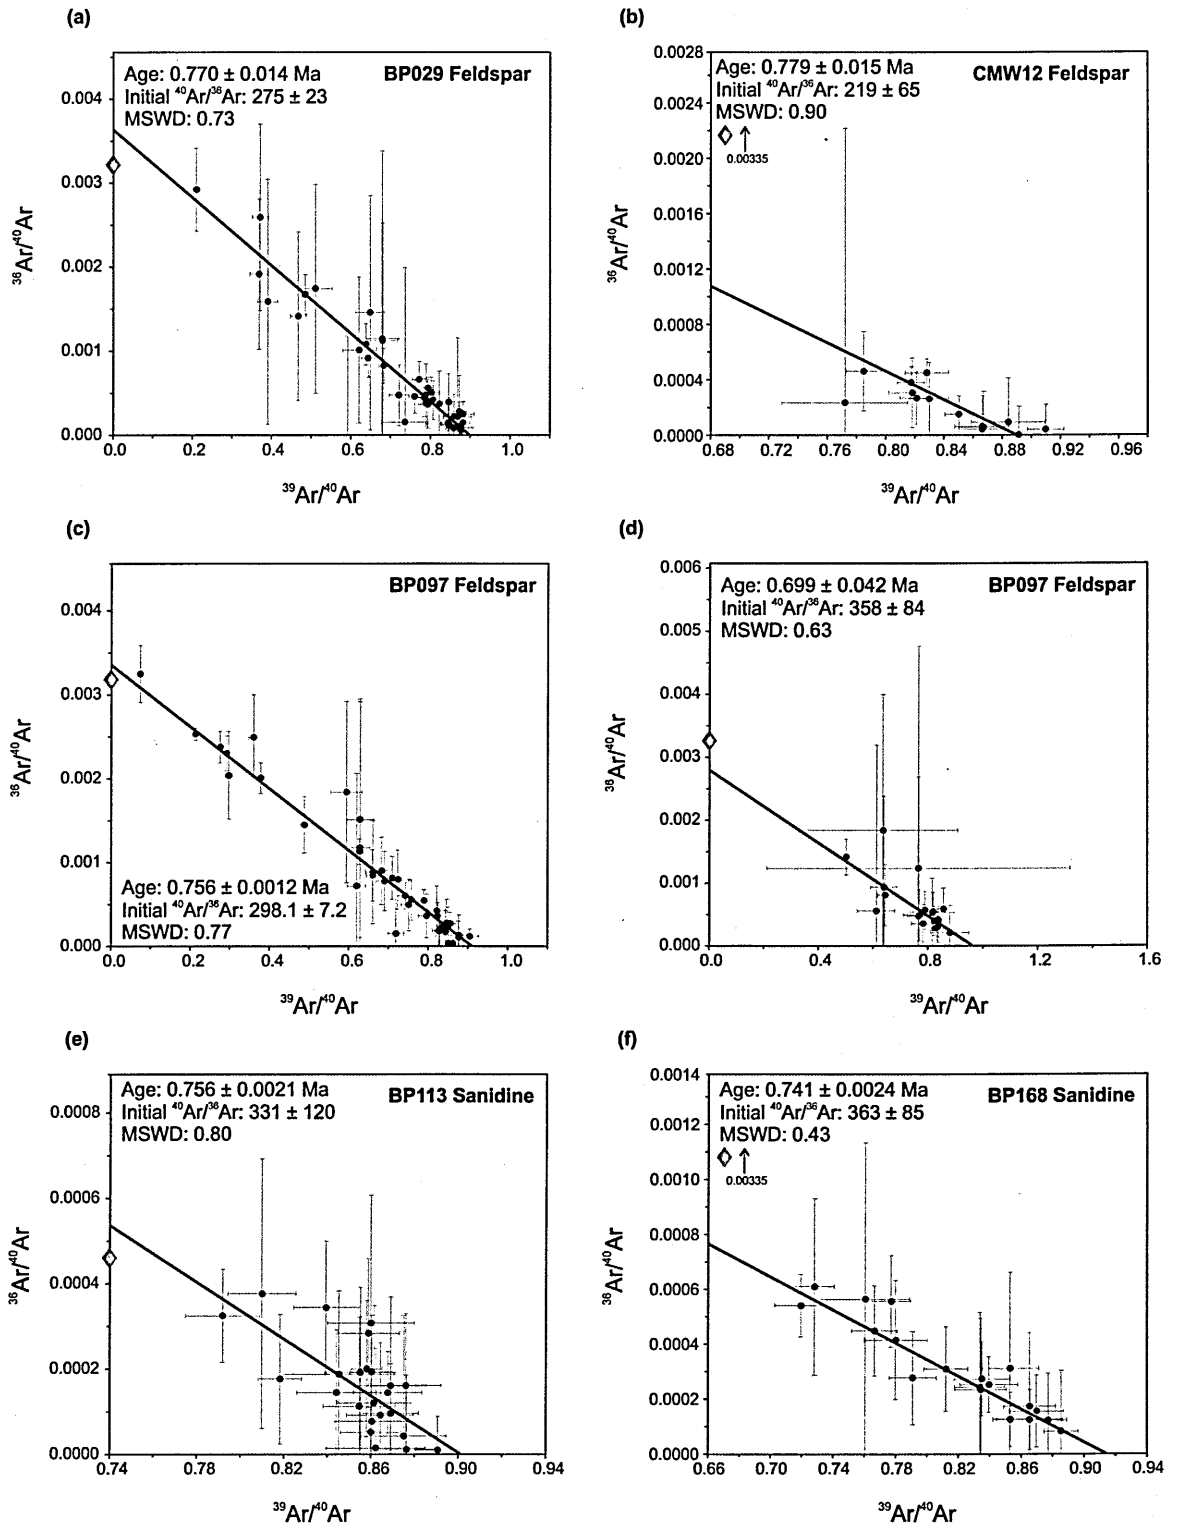 (a)
Age: 0.770 ± 0.014 Ma
BP029 Feldspar
Initial ⁴⁰Ar/³⁶Ar: 275 ± 23
MSWD: 0.73
0.004
0.003
0.002
0.001
0.000
³⁶Ar/⁴⁰Ar
0.0 0.2 0.4 0.6 0.8 1.0
³⁹Ar/⁴⁰Ar
(b)
0.0028
Age: 0.779 ± 0.015 Ma
CMW12 Feldspar
Initial ⁴⁰Ar/³⁶Ar: 219 ± 65
MSWD: 0.90
0.00335
0.0024
0.0020
0.0016
0.0012
0.0008
0.0004
0.0000
³⁶Ar/⁴⁰Ar
0.68 0.72 0.76 0.80 0.84 0.88 0.92 0.96
³⁹Ar/⁴⁰Ar
(c)
BP097 Feldspar
0.004
0.003
0.002
0.001
0.000
³⁶Ar/⁴⁰Ar
Age: 0.756 ± 0.0012 Ma
Initial ⁴⁰Ar/³⁶Ar: 298.1 ± 7.2
MSWD: 0.77
0.0 0.2 0.4 0.6 0.8 1.0
³⁹Ar/⁴⁰Ar
(d)
0.006
Age: 0.699 ± 0.042 Ma
BP097 Feldspar
Initial ⁴⁰Ar/³⁶Ar: 358 ± 84
MSWD: 0.63
0.005
0.004
0.003
0.002
0.001
0.000
³⁶Ar/⁴⁰Ar
0.0 0.4 0.8 1.2 1.6
³⁹Ar/⁴⁰Ar
(e)
Age: 0.756 ± 0.0021 Ma
BP113 Sanidine
Initial ⁴⁰Ar/³⁶Ar: 331 ± 120
MSWD: 0.80
0.0008
0.0006
0.0004
0.0002
0.0000
³⁶Ar/⁴⁰Ar
0.74 0.78 0.82 0.86 0.90 0.94
³⁹Ar/⁴⁰Ar
(f)
0.0014
Age: 0.741 ± 0.0024 Ma
BP168 Sanidine
Initial ⁴⁰Ar/³⁶Ar: 363 ± 85
MSWD: 0.43
0.00335
0.0012
0.0010
0.0008
0.0006
0.0004
0.0002
0.0000
³⁶Ar/⁴⁰Ar
0.66 0.70 0.74 0.78 0.82 0.86 0.90 0.94
³⁹Ar/⁴⁰Ar